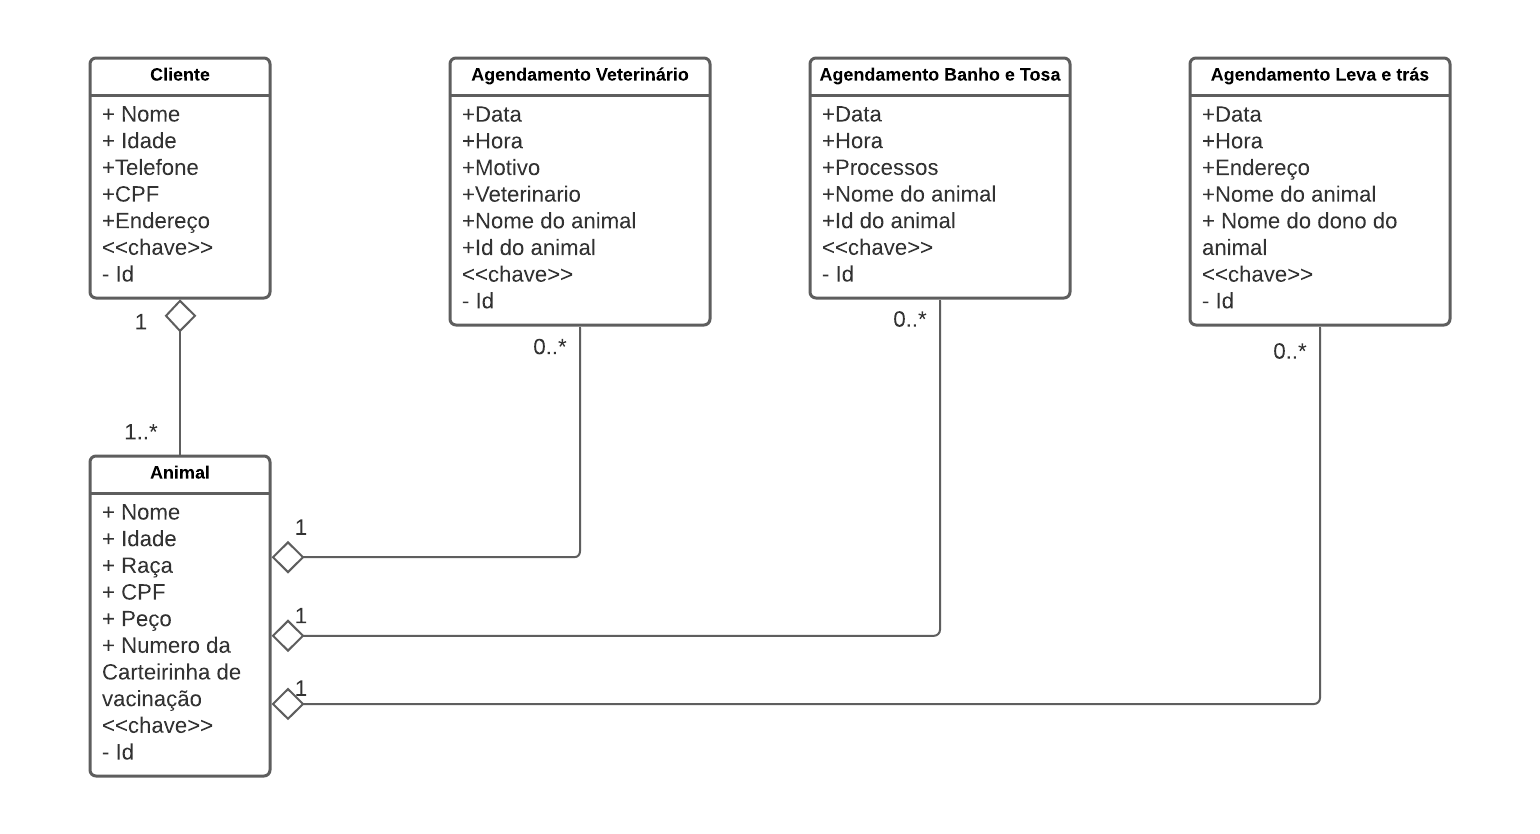 Cliente
+ Nome
+ Idade
+Telefone
+CPF
+Endereço
<<chave>>
- Id
1
1..*
Agendamento Veterinário
+Data
+Hora
+Motivo
+Veterinario
+Nome do animal
+Id do animal
<<chave>>
- Id
0..*
Agendamento Banho e Tosa
+Data
+Hora
+Processos
+Nome do animal
+Id do animal
<<chave>>
- Id
0..*
Agendamento Leva e trás
+Data
+Hora
+Endereço
+Nome do animal
+ Nome do dono do
animal
<<chave>>
- Id
0..*
Animal
+ Nome
+ Idade
+ Raça
+ CPF
+ Peço
+ Numero da
Carteirinha de
vacinação
<<chave>>
- Id
1
1
1